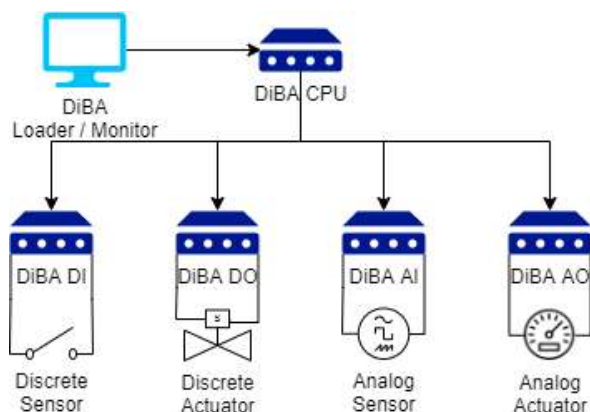 DiBA
Loader / Monitor
DiBA CPU
DiBA DI
DiBA DO
DiBA AI
DiBA AO
s
Discrete
Sensor
Discrete
Actuator
Analog
Sensor
Analog
Actuator